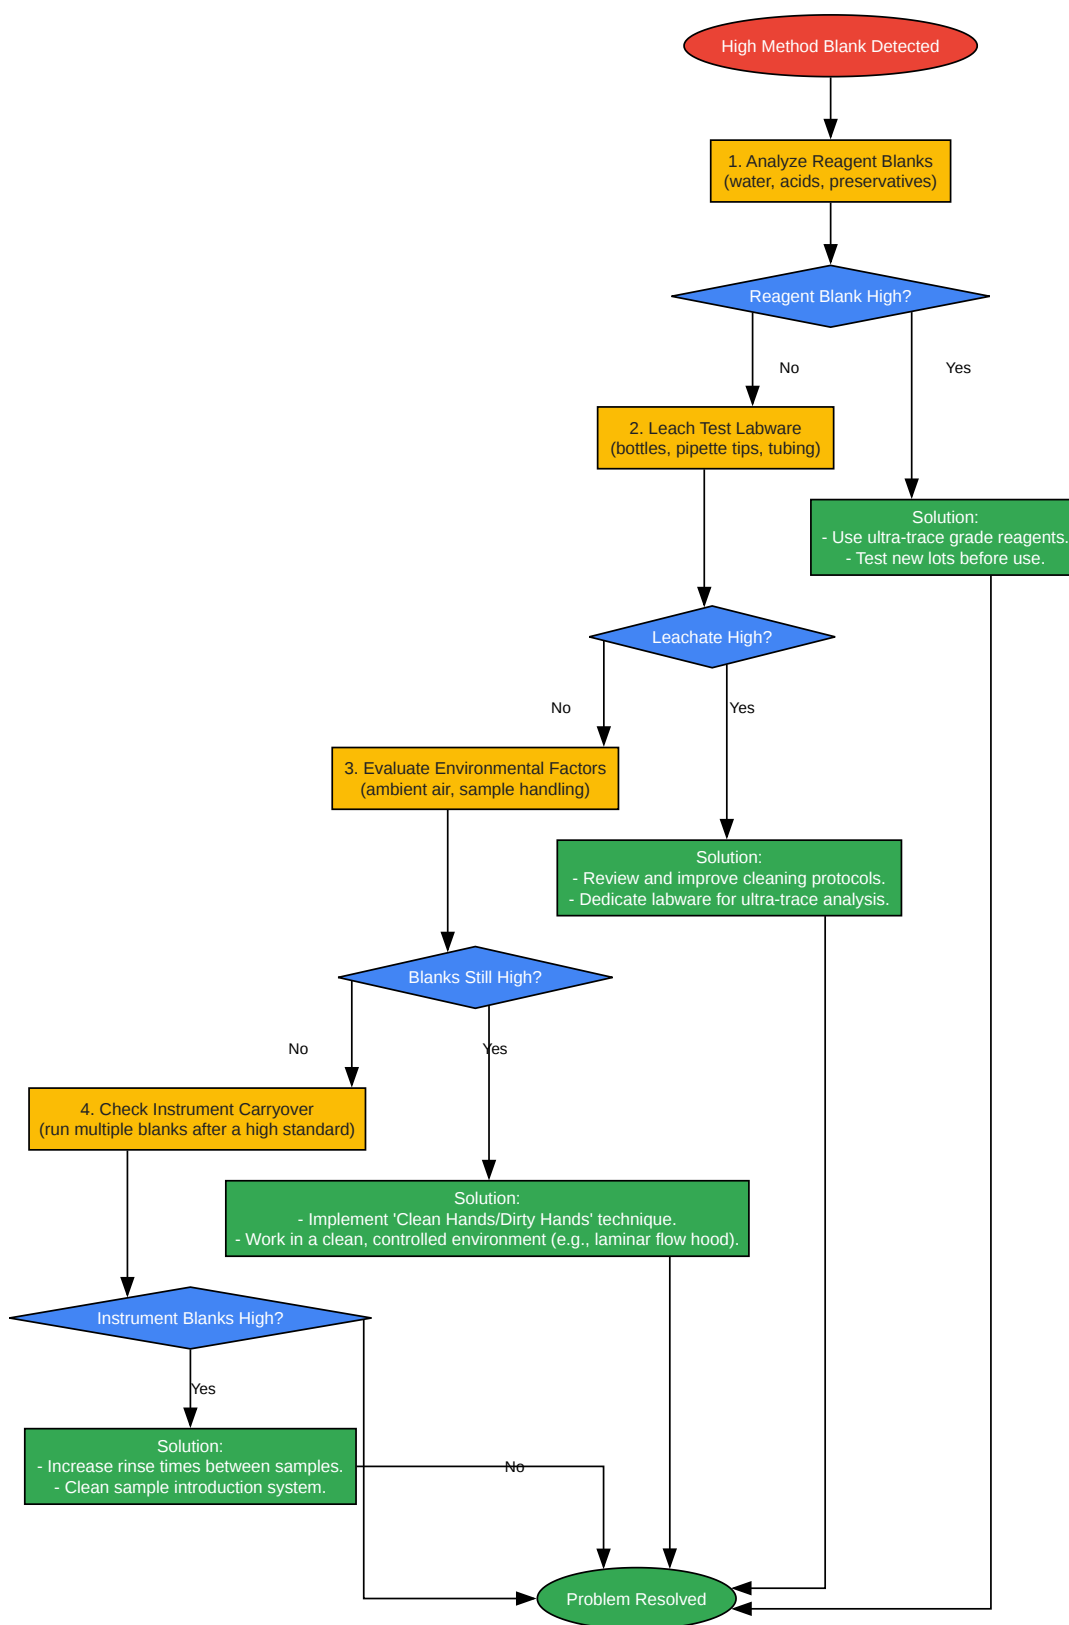 High Method Blank Detected
1. Analyze Reagent Blanks
(water, acids, preservatives)
Reagent Blank High?
No
Yes
2. Leach Test Labware
(bottles, pipette tips, tubing)
Solution:
- Use ultra-trace grade reagents.
- Test new lots before use.
Leachate High?
No
Yes
3. Evaluate Environmental Factors
(ambient air, sample handling)
Solution:
- Review and improve cleaning protocols.
- Dedicate labware for ultra-trace analysis.
Blanks Still High?
No
Yes
4. Check Instrument Carryover
(run multiple blanks after a high standard)
Solution:
- Implement 'Clean Hands/Dirty Hands' technique.
- Work in a clean, controlled environment (e.g., laminar flow hood).
Instrument Blanks High?
Yes
Solution:
- Increase rinse times between samples.
- Clean sample introduction system.
No
Problem Resolved